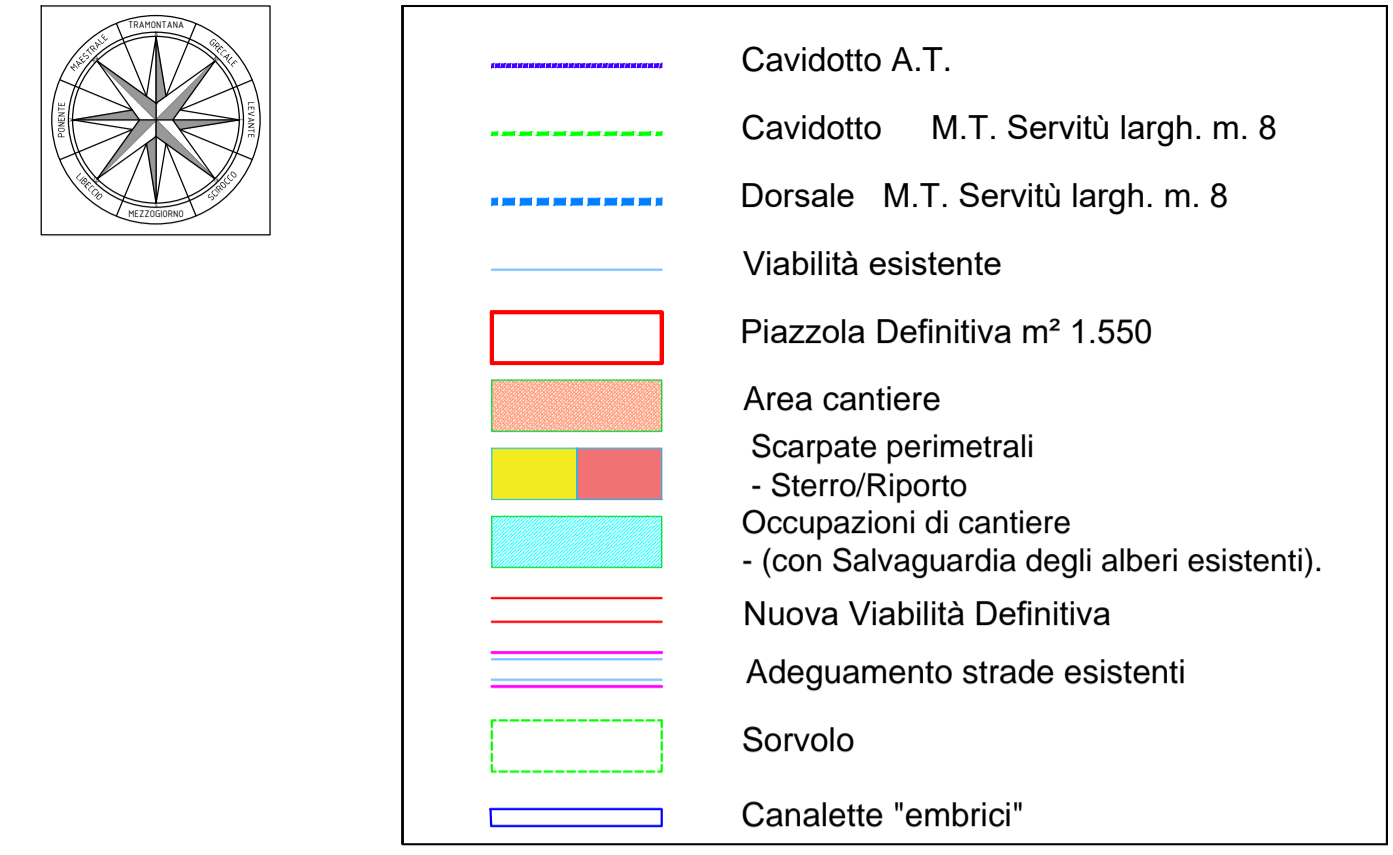 TRAMONTANA
GRECALE
LEVANTE
SCIROCCO
MEZZOGIORNO
LIBECCIO
PONENTE
MAESTRALE
Cavidotto A.T.
Cavidotto M.T. Servitù largh. m. 8
Dorsale M.T. Servitù largh. m. 8
Viabilità esistente
Piazzola Definitiva m² 1.550
Area cantiere
Scarpate perimetrali
- Sterro/Riporto
Occupazioni di cantiere
- (con Salvaguardia degli alberi esistenti).
Nuova Viabilità Definitiva
Adeguamento strade esistenti
Sorvolo
Canalette "embrici"